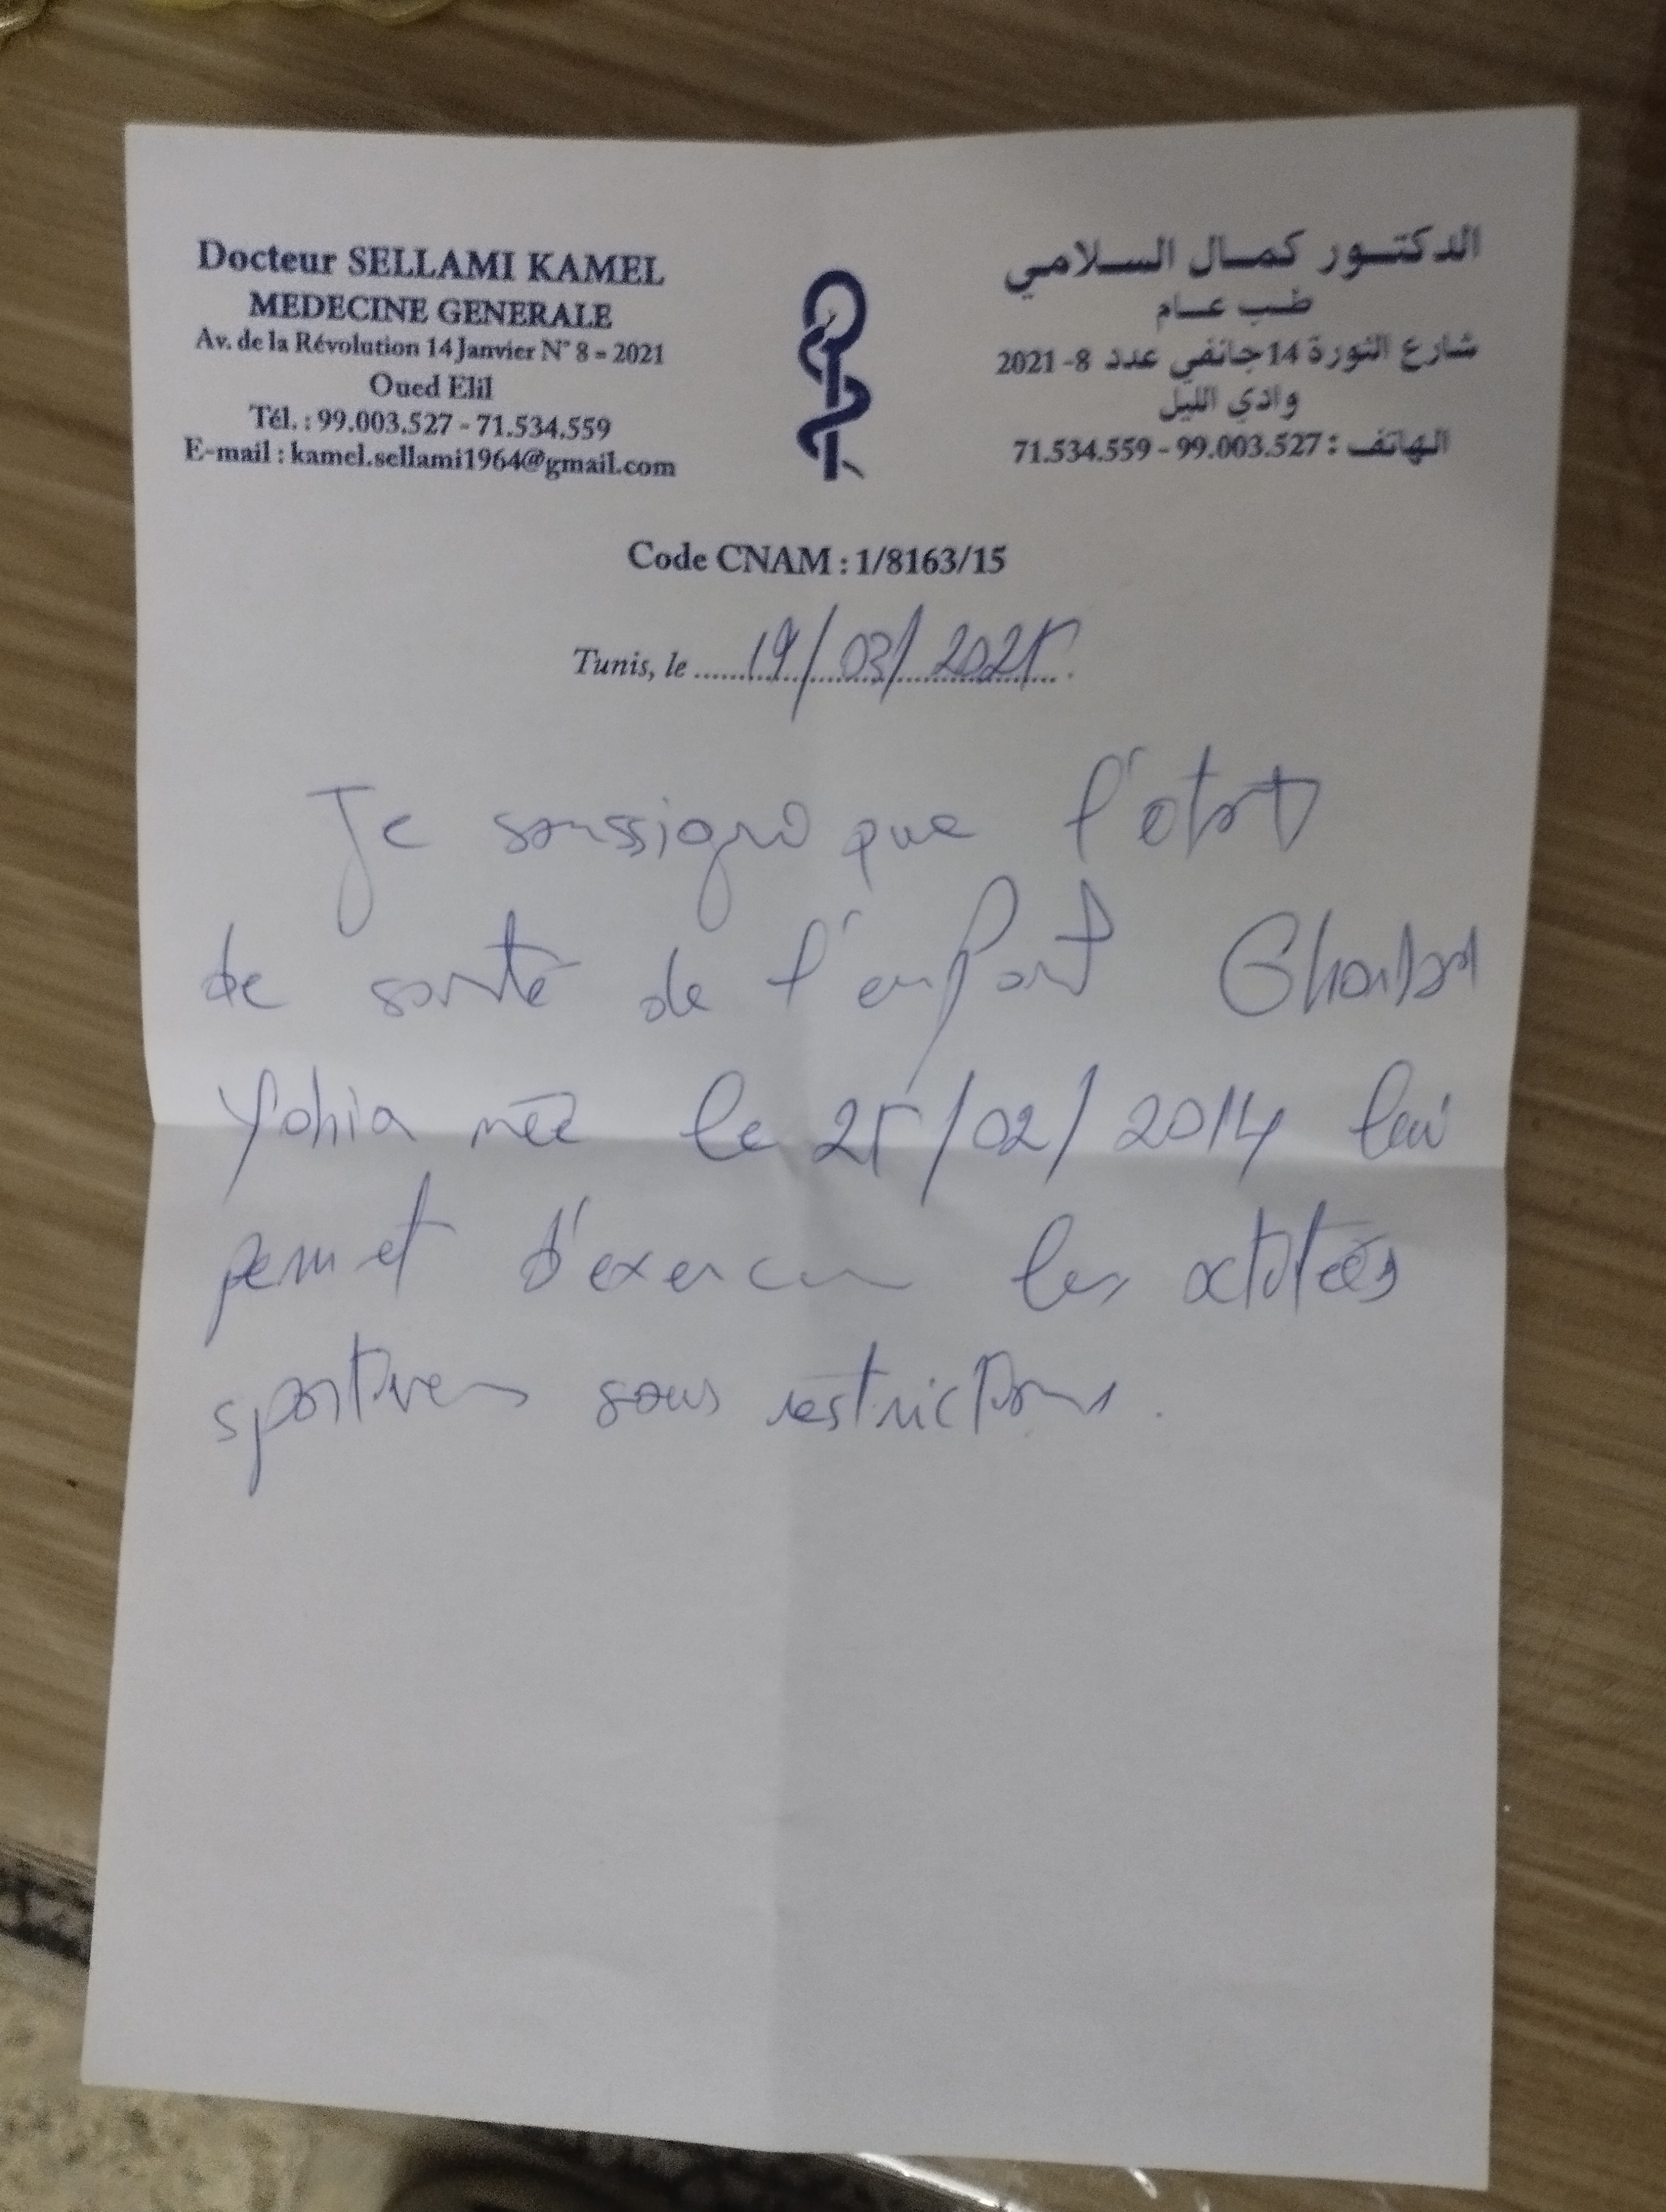 Docteur SELLAMI KAMEL
MEDECINE GENERALE
Av. de la Révolution 14 Janvier N° 8 - 2021
Oued Elil
Tél. : 99.003.527 - 71.534.559
E-mail : kamel.sellami1964@gmail.com
الدكتور كمال السلامي
طب عام
شارع الثورة 14 جانفي عدد 8- 2021
وادي الليل
الهاتف : 99.003.527 - 71.534.559
Code CNAM : 1/8163/15
Tunis, le 19/03/2025
Je soussigné que l'état
de santé de l'enfant
Yahia née le 25/02/2014 lui
permet d'exercer les
sportives sous restrictions.